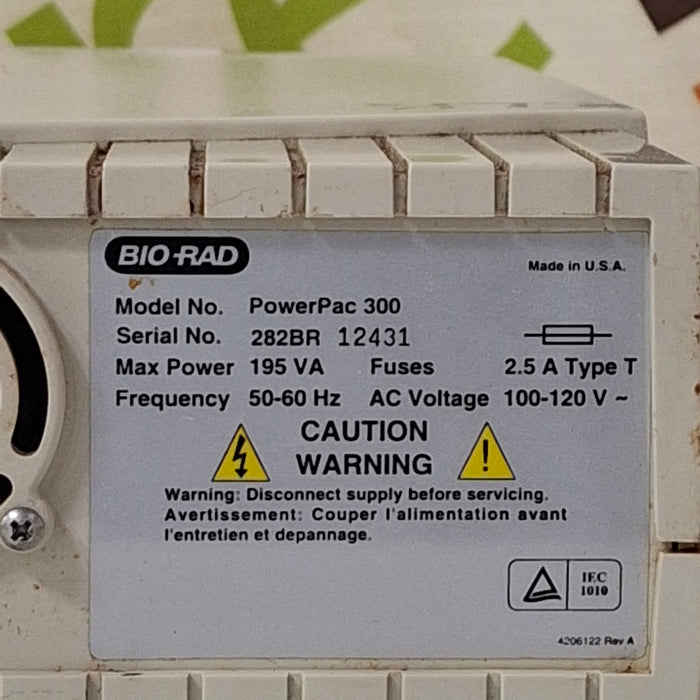 BIO-RAD
Made in U.S.A.
Model No. PowerPac 300
Serial No. 282BR 12431
Max Power 195 VA Fuses 2.5 A Type T
Frequency 50-60 Hz AC Voltage 100-120 V ~
CAUTION
WARNING
Warning: Disconnect supply before servicing.
Avertissement: Couper l'alimentation avant
l'entretien et depannage.
IEC
1010
4206122 Rev A